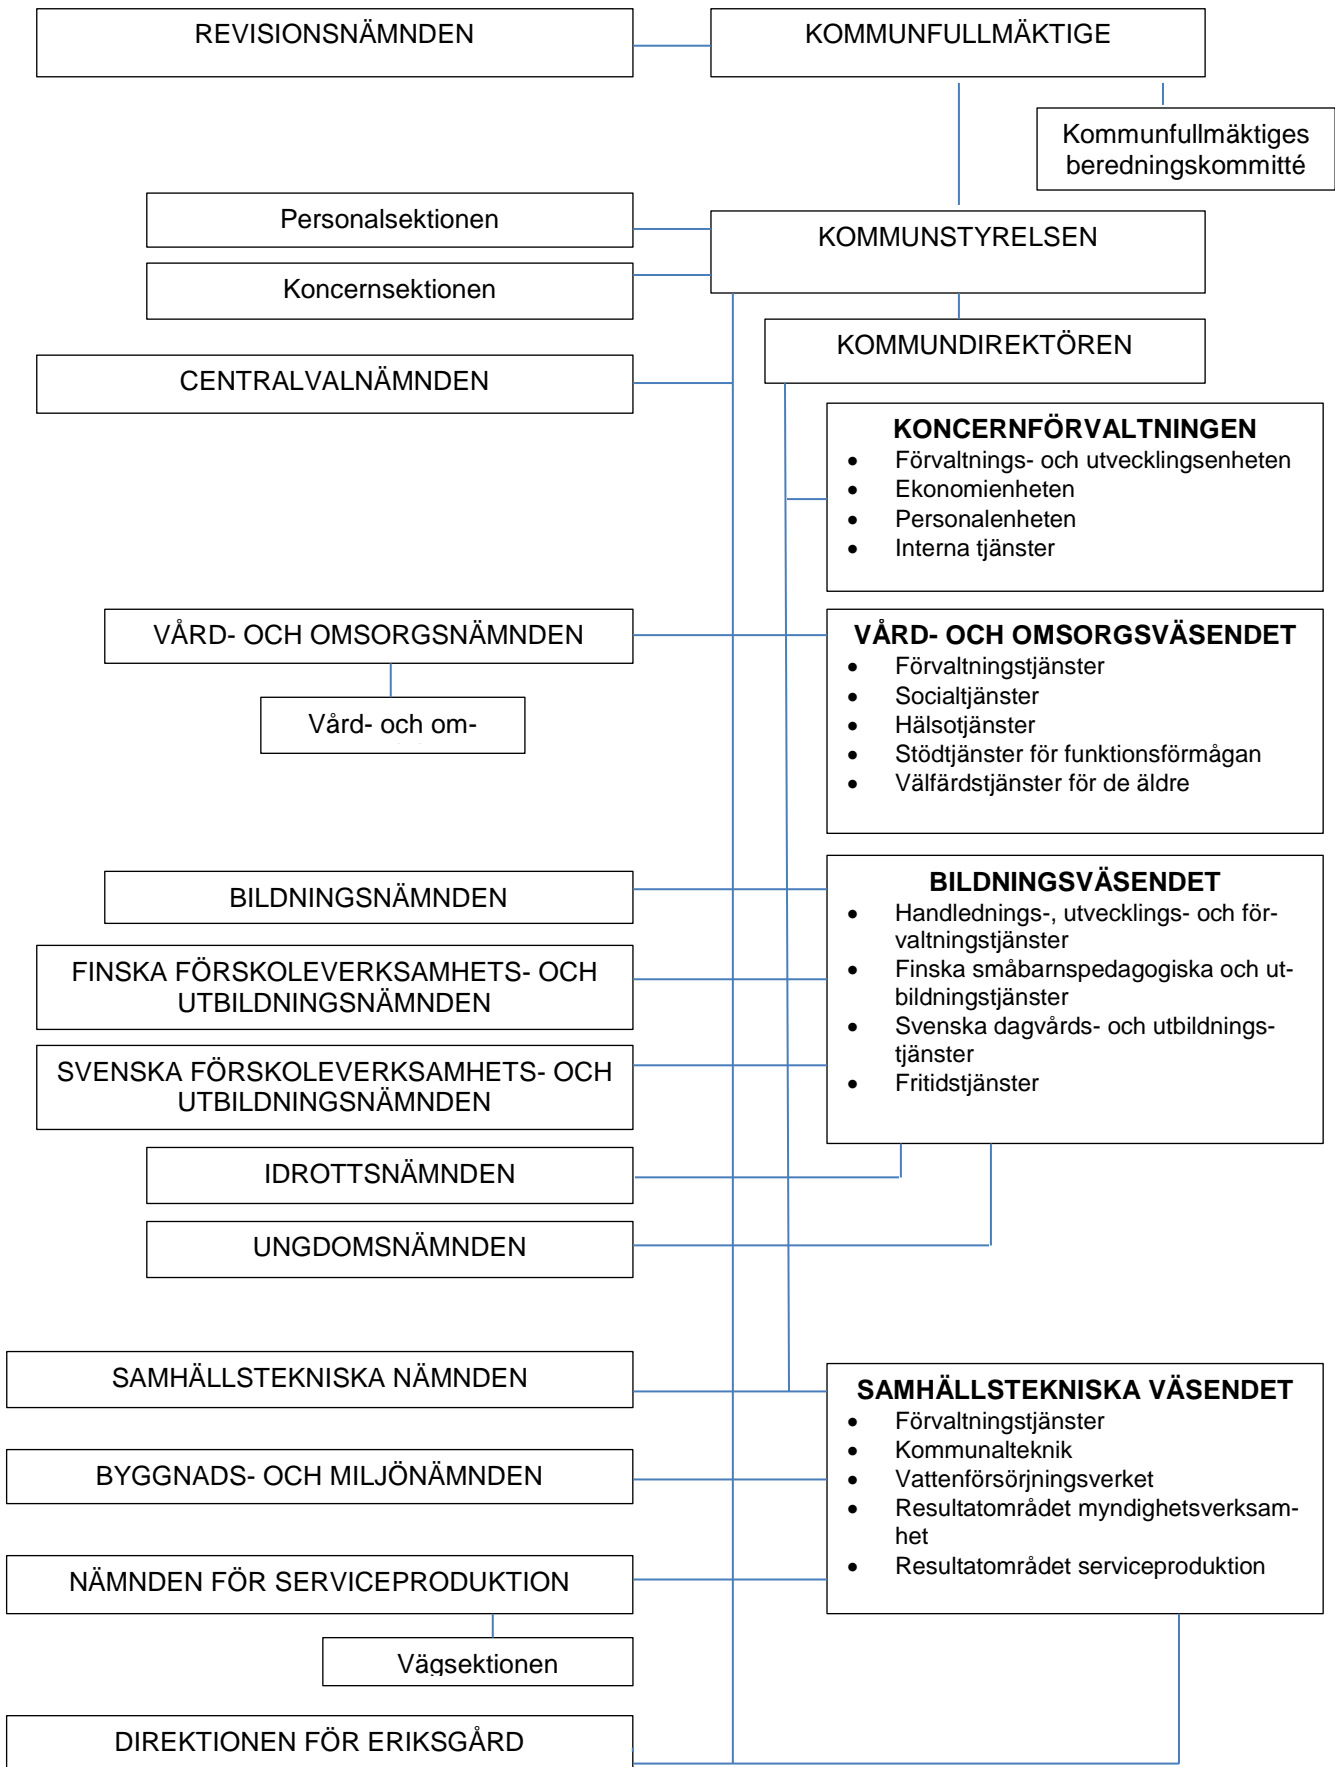 REVISIONSNÄMNDEN
KOMMUNFULLMÄKTIGE
Kommunfullmäktiges
beredningskommitté
Personalsektionen
KOMMUNSTYRELSEN
Koncernsektionen
KOMMUNDIREKTÖREN
CENTRALVALNÄMNDEN
KONCERNFÖRVALTNINGEN
• Förvaltnings- och utvecklingsenheten
• Ekonomienheten
• Personalenheten
• Interna tjänster
VÅRD- OCH OMSORGSNÄMNDEN
Vård- och om-
VÅRD- OCH OMSORGSVÄSENDET
• Förvaltningstjänster
• Socialtjänster
• Hälsotjänster
• Stödtjänster för funktionsförmågan
• Välfärdstjänster för de äldre
BILDNINGSNÄMNDEN
FINSKA FÖRSKOLEVERKSAMHETS- OCH
UTBILDNINGSNÄMNDEN
SVENSKA FÖRSKOLEVERKSAMHETS- OCH
UTBILDNINGSNÄMNDEN
BILDNINGSVÄSENDET
• Handlednings-, utvecklings- och för-
valtningstjänster
• Finska småbarnspedagogiska och ut-
bildningstjänster
• Svenska dagvårds- och utbildnings-
tjänster
• Fritidstjänster
IDROTTSNÄMNDEN
UNGDOMSNÄMNDEN
SAMHÄLLSTEKNISKA NÄMNDEN
BYGGNADS- OCH MILJÖNÄMNDEN
NÄMNDEN FÖR SERVICEPRODUKTION
Vägsektionen
SAMHÄLLSTEKNISKA VÄSENDET
• Förvaltningstjänster
• Kommunalteknik
• Vattenförsörjningsverket
• Resultatområdet myndighetsverksam-
het
• Resultatområdet serviceproduktion
DIREKTIONEN FÖR ERIKSGÅRD